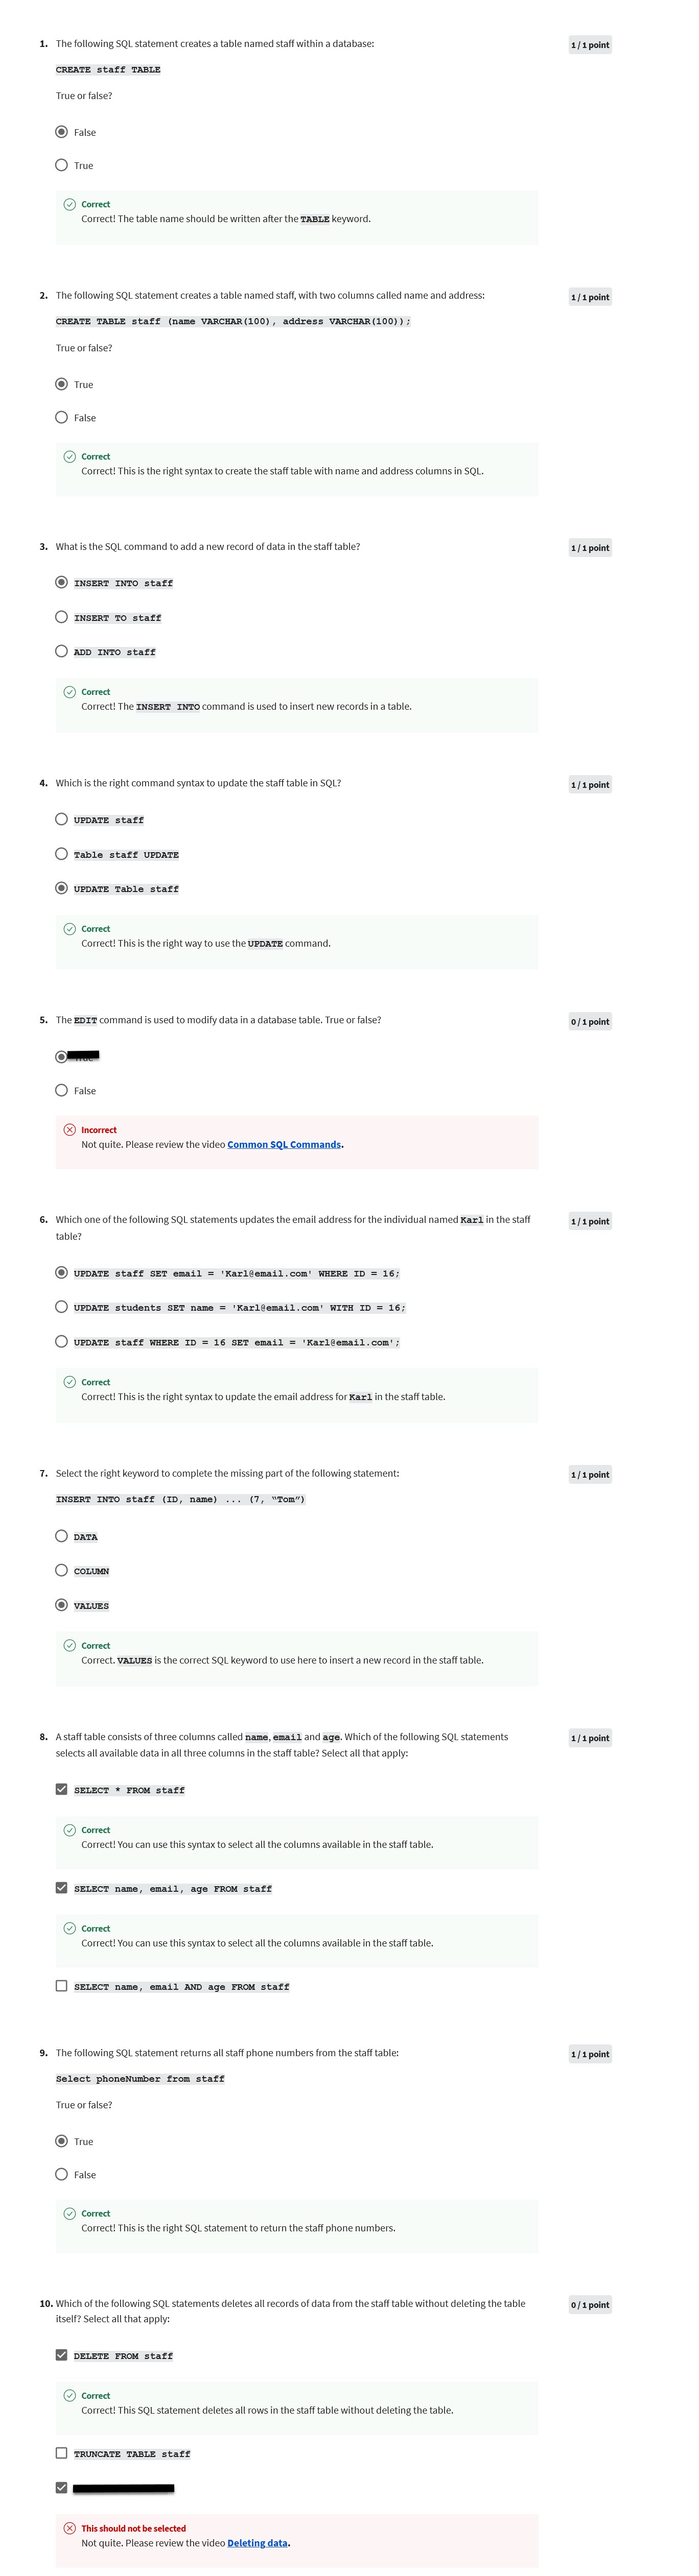 1. The following SQL statement creates a table named staff within a database:
1 / 1 point
CREATE staff TABLE
True or false?
False
True
Correct
Correct! The table name should be written after the TABLE keyword.
2. The following SQL statement creates a table named staff, with two columns called name and address:
1 / 1 point
CREATE TABLE staff (name VARCHAR(100), address VARCHAR(100));
True or false?
True
False
Correct
Correct! This is the right syntax to create the staff table with name and address columns in SQL.
3. What is the SQL command to add a new record of data in the staff table?
1 / 1 point
INSERT INTO staff
INSERT TO staff
ADD INTO staff
Correct
Correct! The INSERT INTO command is used to insert new records in a table.
4. Which is the right command syntax to update the staff table in SQL?
1 / 1 point
UPDATE staff
Table staff UPDATE
UPDATE Table staff
Correct
Correct! This is the right way to use the UPDATE command.
5. The EDIT command is used to modify data in a database table. True or false?
0 / 1 point
False
Incorrect
Not quite. Please review the video Common SQL Commands.
6. Which one of the following SQL statements updates the email address for the individual named Karl in the staff
table?
1 / 1 point
UPDATE staff SET email = 'Karl@email.com' WHERE ID = 16;
UPDATE students SET name = 'Karl@email.com' WITH ID = 16;
UPDATE staff WHERE ID = 16 SET email = 'Karl@email.com';
Correct
Correct! This is the right syntax to update the email address for Karl in the staff table.
7. Select the right keyword to complete the missing part of the following statement:
1 / 1 point
INSERT INTO staff (ID, name) ... (7, “Tom”)
DATA
COLUMN
VALUES
Correct
Correct. VALUES is the correct SQL keyword to use here to insert a new record in the staff table.
8. A staff table consists of three columns called name, email and age. Which of the following SQL statements
selects all available data in all three columns in the staff table? Select all that apply:
1 / 1 point
SELECT * FROM staff
Correct
Correct! You can use this syntax to select all the columns available in the staff table.
SELECT name, email, age FROM staff
Correct
Correct! You can use this syntax to select all the columns available in the staff table.
SELECT name, email AND age FROM staff
9. The following SQL statement returns all staff phone numbers from the staff table:
1 / 1 point
Select phoneNumber from staff
True or false?
True
False
Correct
Correct! This is the right SQL statement to return the staff phone numbers.
10. Which of the following SQL statements deletes all records of data from the staff table without deleting the table
itself? Select all that apply:
0 / 1 point
DELETE FROM staff
Correct
Correct! This SQL statement deletes all rows in the staff table without deleting the table.
TRUNCATE TABLE staff
This should not be selected
Not quite. Please review the video Deleting data.